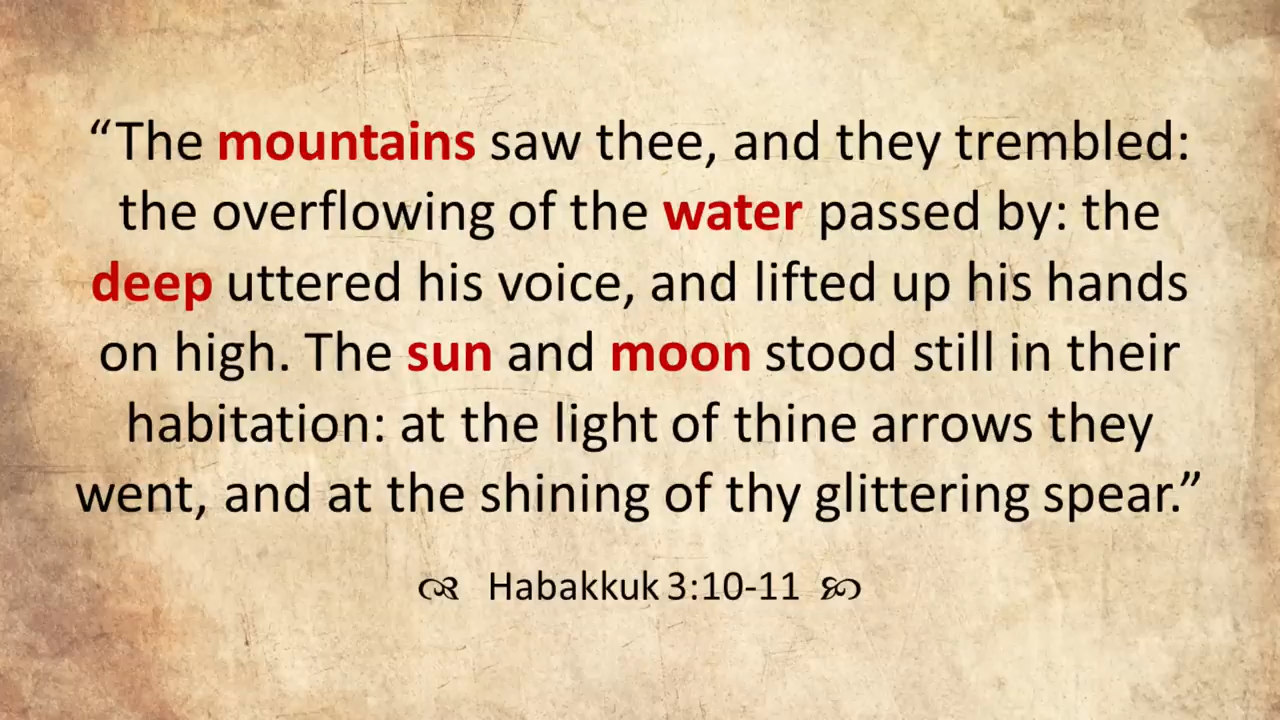 “The mountains saw thee, and they trembled:
the overflowing of the water passed by: the
deep uttered his voice, and lifted up his hands
on high. The sun and moon stood still in their
habitation: at the light of thine arrows they
went, and at the shining of thy glittering spear.”
Habakkuk 3:10-11